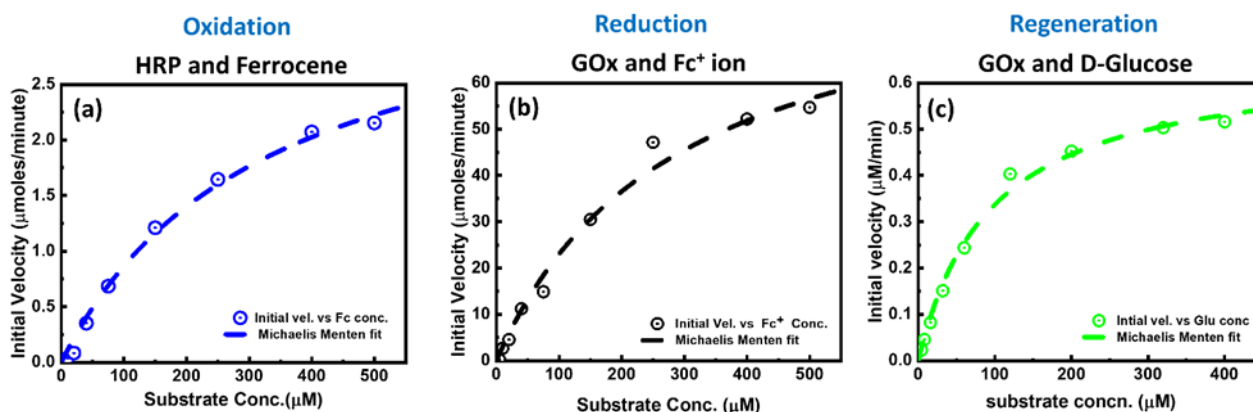 Oxidation
HRP and Ferrocene
(a)
Initial Velocity (μmoles/minute)
2.5
2.0
1.5
1.0
0.5
0.0
Initial vel. vs Fc conc.
Michaelis Menten fit
0 100 200 300 400 500
Substrate Conc.(μM)
Reduction
GOx and Fc⁺ ion
(b)
Initial Velocity (μmoles/minute)
60
50
40
30
20
10
0
Initial Vel. vs Fc⁺ Conc.
Michaelis Menten fit
0 100 200 300 400 500
Substrate Conc.(μM)
Regeneration
GOx and D-Glucose
(c)
Initial velocity (μM/min)
0.6
0.5
0.4
0.3
0.2
0.1
0.0
Intial vel. vs Glu conc
Michaelis Menten fit
0 100 200 300 400
substrate concn. (μM)